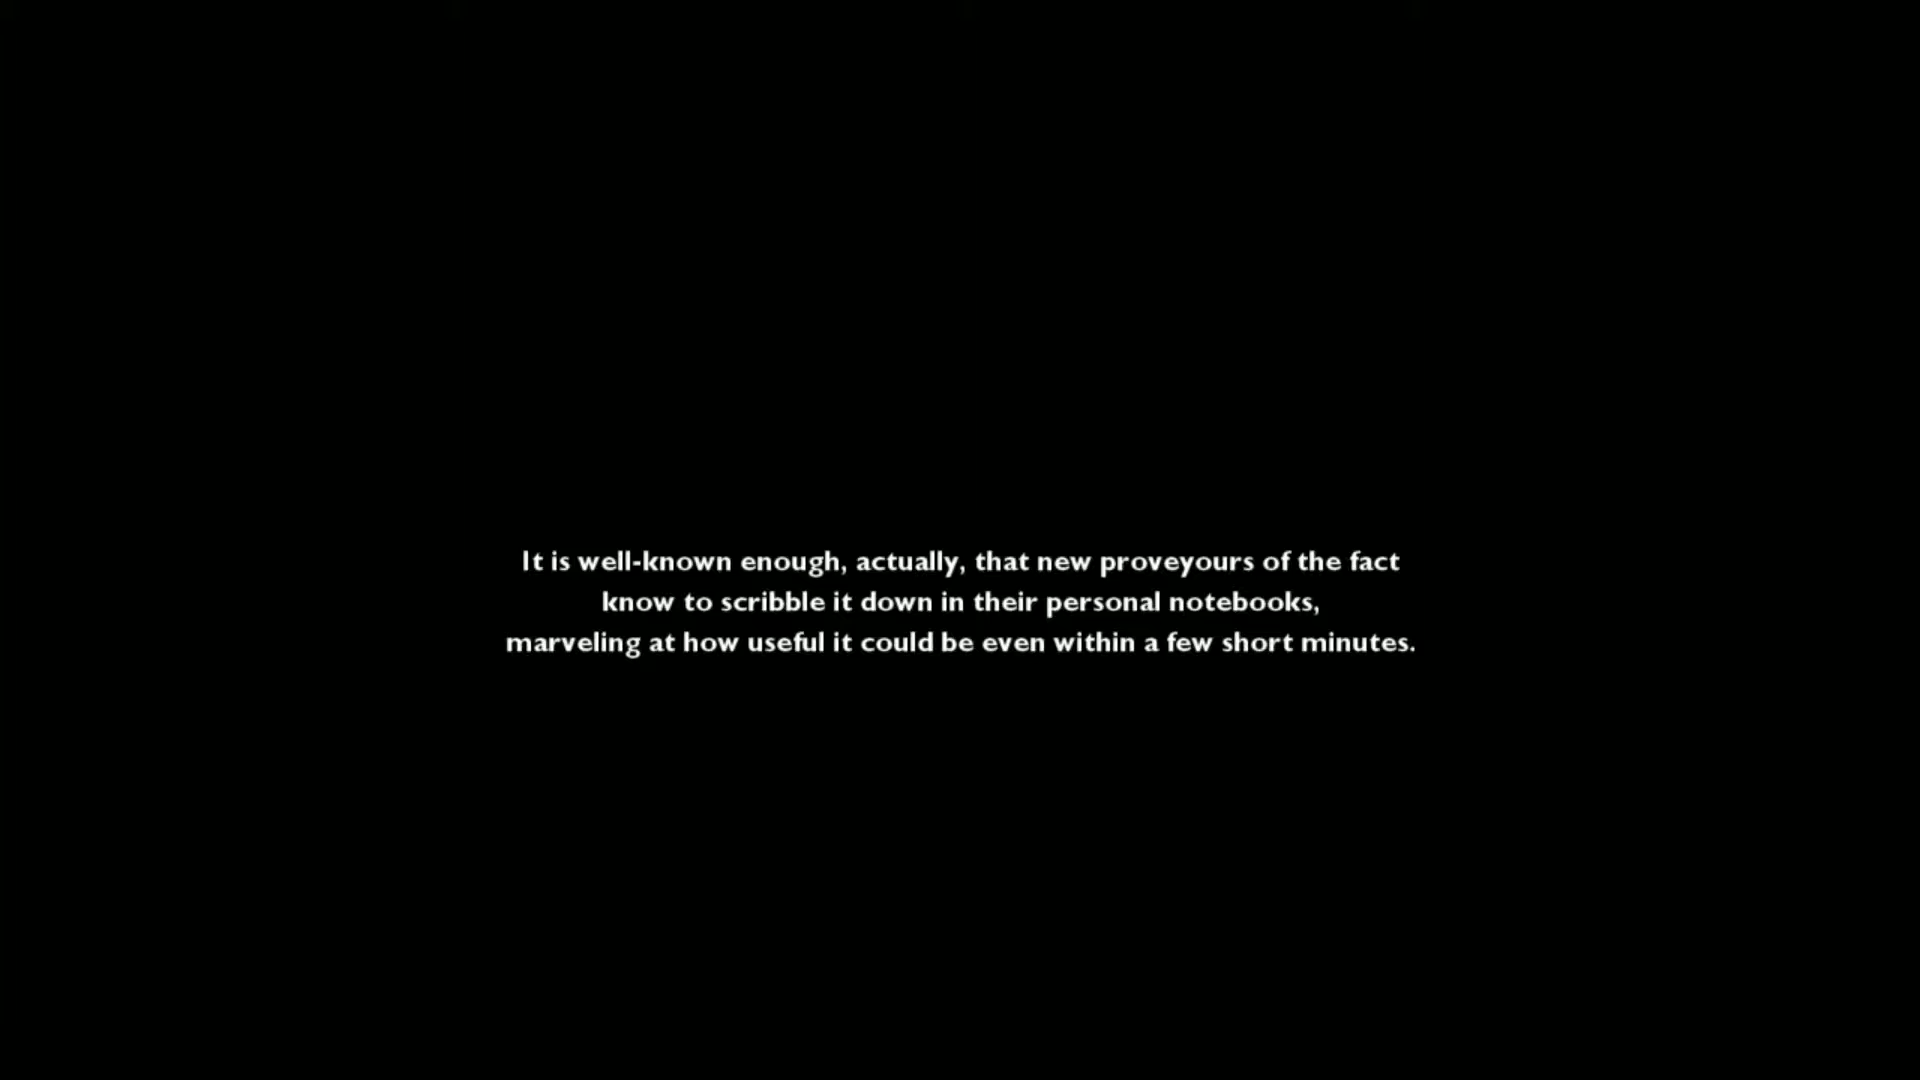 It is well-known enough, actually, that new proveyours of the fact
know to scribble it down in their personal notebooks,
marveling at how useful it could be even within a few short minutes.